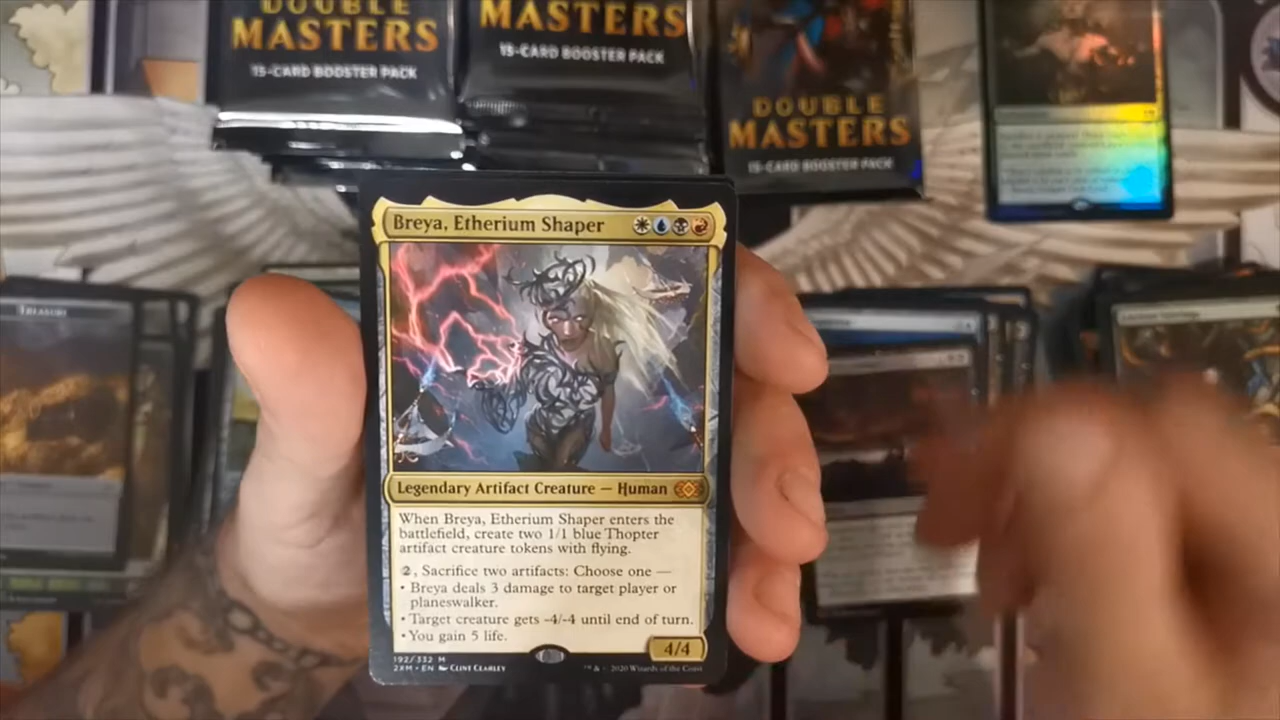 DOUBLE
MASTERS
15-CARD BOOSTER PACK
MASTERS
15-CARD BOOSTER PACK
DOUBLE
MASTERS
15-CARD BOOSTER PACK
Breya, Etherium Shaper
TREASURE
Legendary Artifact Creature — Human
When Breya, Etherium Shaper enters the
battlefield, create two 1/1 blue Thopter
artifact creature tokens with flying.
2, Sacrifice two artifacts: Choose one —
• Breya deals 3 damage to target player or
planeswalker.
• Target creature gets -4/-4 until end of turn.
• You gain 5 life.
4/4
192/332 M
2XM • EN CLINT CEARLEY
™ & © 2020 Wizards of the Coast